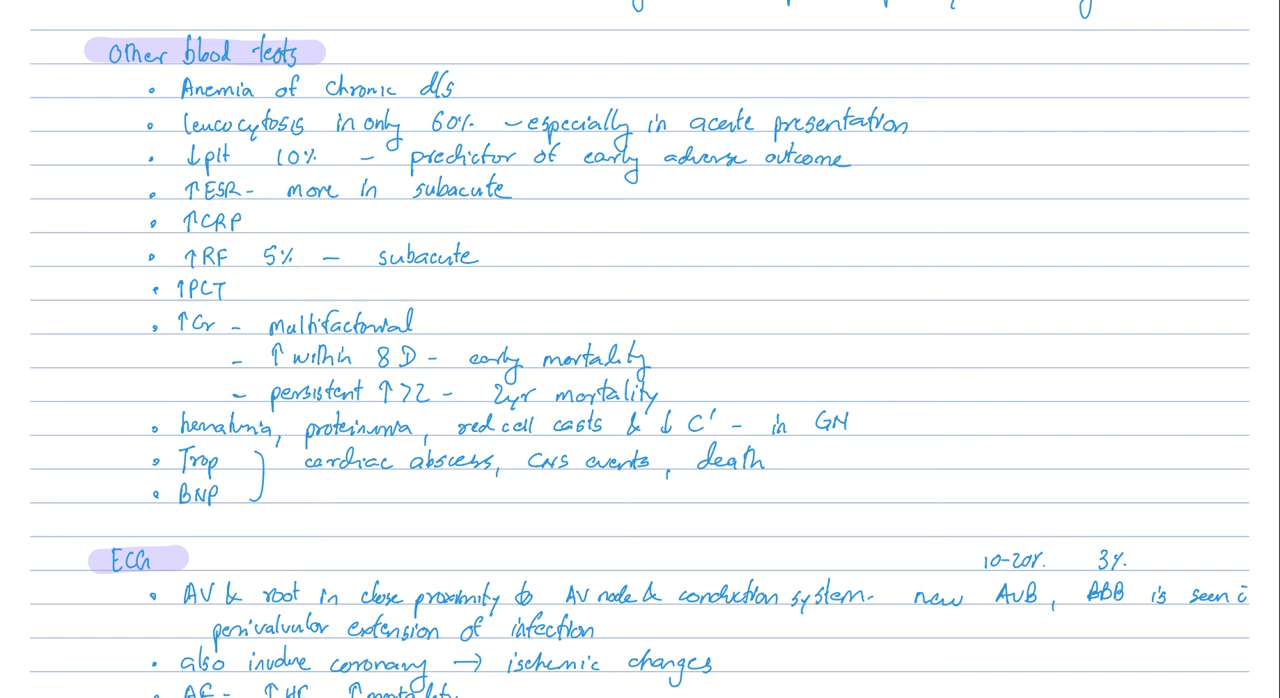 Other blood tests
• Anemia of chronic d/s
• leucocytosis in only 60% - especially in acute presentation
• ↓plt 10% - predictor of early adverse outcome
• ↑ESR - more in subacute
• ↑CRP
• ↑RF 5% - subacute
• ↑PCT
• ↑Cr - multifactorial
- ↑ within 8 D - early mortality
- persistent ↑ >2 - 2yr mortality
• hematuria, proteinuria, red cell casts & ↓ C' - in GN
• Trop } cardiac abscess, CNS events, death
• BNP
ECG
10-20%. 3%.
• AV & root in close proximity to AV node & conduction system. new AVB, BBB is seen c̄
perivalvular extension of infection
• also involve coronary → ischemic changes
• AF - ↑ HF ↑ mortality